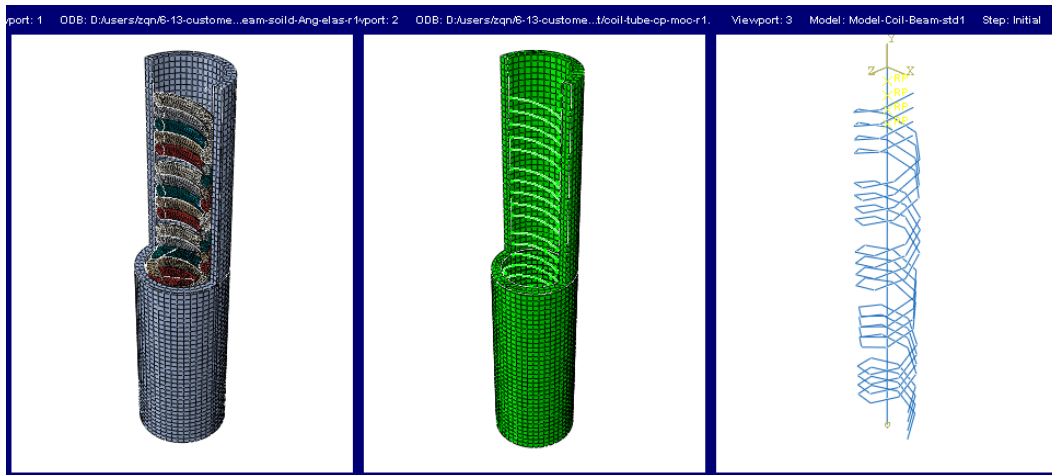 vport: 1 ODB: D:/users/zqn/6-13-custome...eam-soild-Ang-elas-r
vport: 2 ODB: D:/users/zqn/6-13-custome...t/coil-tube-cp-moc-r1.
Viewport: 3 Model: Model-Coil-Beam-std1 Step: Initial
Y
Z X
RP
RP
RP
RP